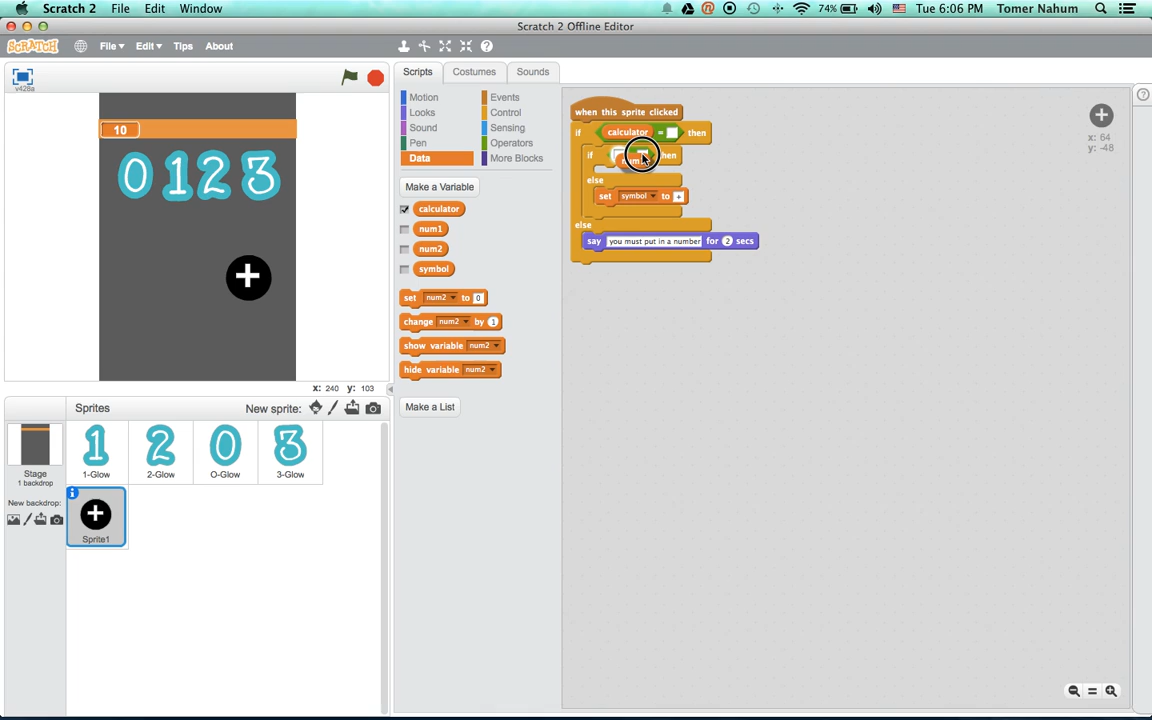 Scratch 2 File Edit Window 74% Tue 6:06 PM Tomer Nahum
Scratch 2 Offline Editor
SCRATCH File Edit Tips About
v428a
10
0 1 2 3
+
x: 240 y: 103
Sprites New sprite:
Stage
1 backdrop
New backdrop:
1
1-Glow
2
2-Glow
0
O-Glow
3
3-Glow
+
Sprite1
Scripts Costumes Sounds
Motion Events
Looks Control
Sound Sensing
Pen Operators
Data More Blocks
Make a Variable
calculator
num1
num2
symbol
set num2 to 0
change num2 by 1
show variable num2
hide variable num2
Make a List
when this sprite clicked
if calculator = then
if then
else
set symbol to +
else
say you must put in a number for 2 secs
x: 64
y: -48